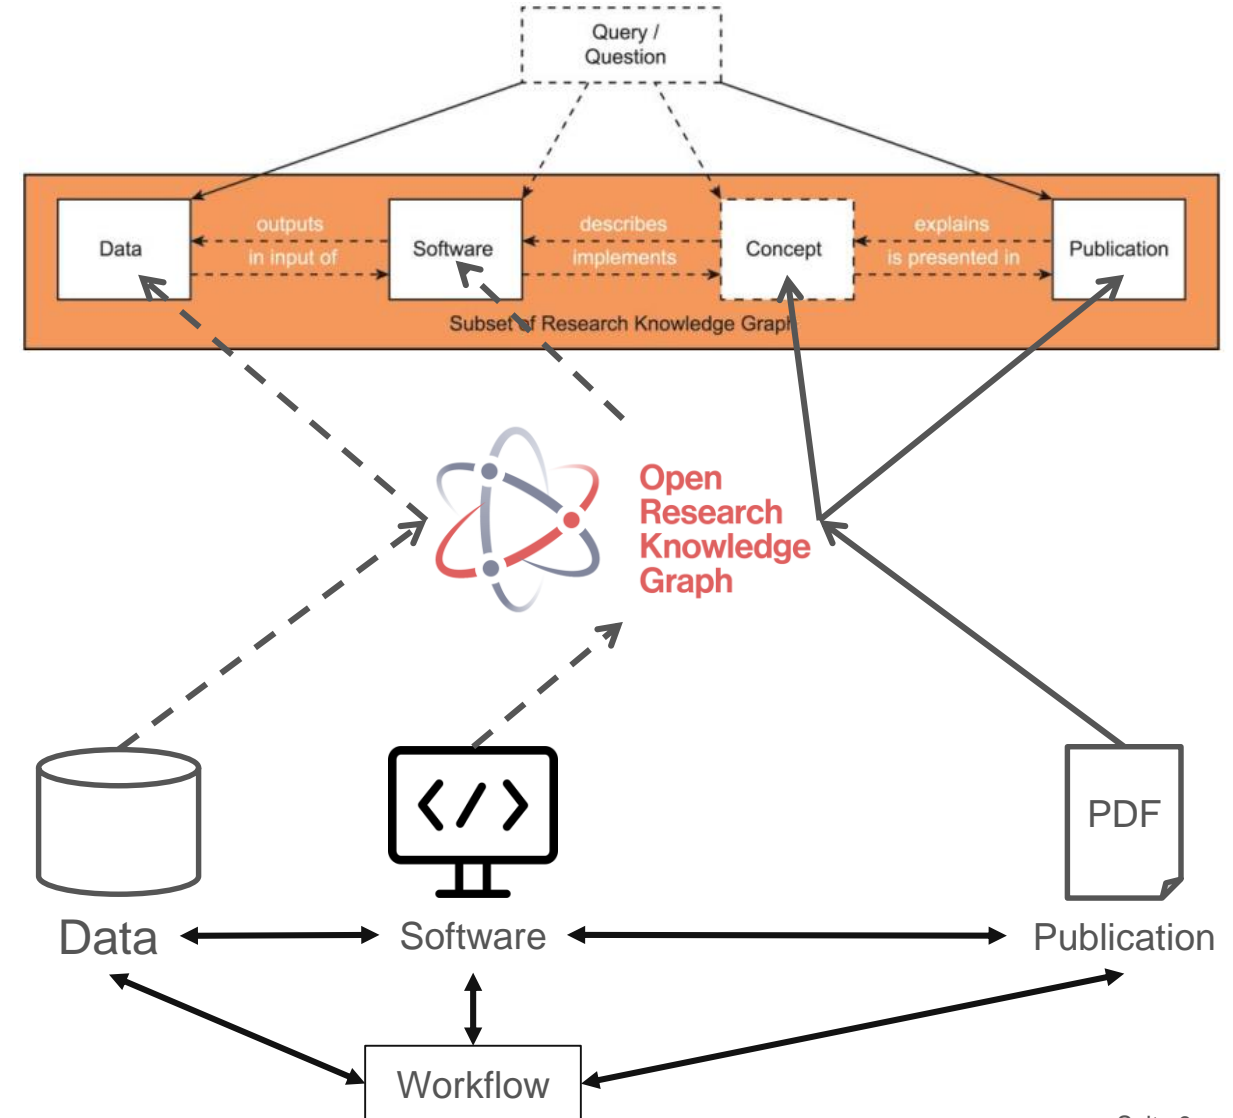 Query /
Question
Data
outputs
in input of
Software
describes
implements
Concept
explains
is presented in
Publication
Subset of Research Knowledge Graph
Open
Research
Knowledge
Graph
</>
PDF
Data
Software
Publication
Workflow